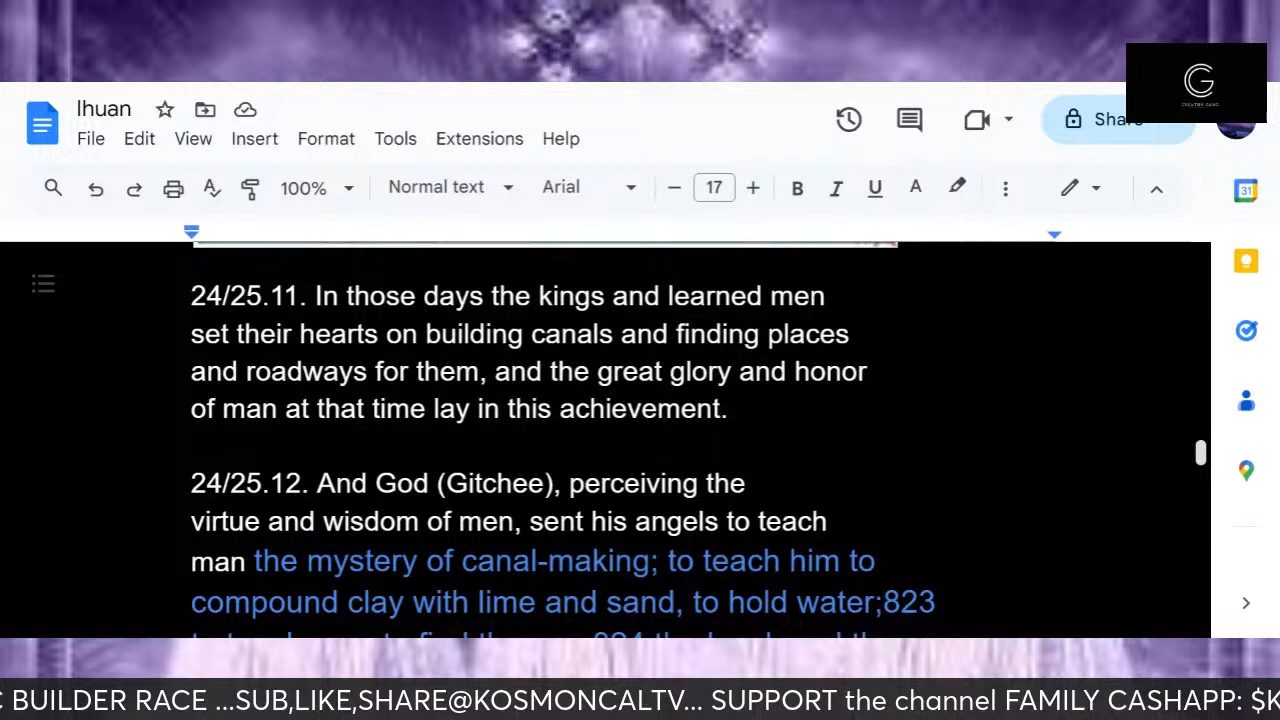 Ihuan
File Edit View Insert Format Tools Extensions Help
Share
100% Normal text Arial 17 B I U A
31
24/25.11. In those days the kings and learned men
set their hearts on building canals and finding places
and roadways for them, and the great glory and honor
of man at that time lay in this achievement.
24/25.12. And God (Gitchee), perceiving the
virtue and wisdom of men, sent his angels to teach
man the mystery of canal-making; to teach him to
compound clay with lime and sand, to hold water;823
BUILDER RACE ...SUB,LIKE,SHARE@KOSMONCALTV... SUPPORT the channel FAMILY CASHAPP: $K